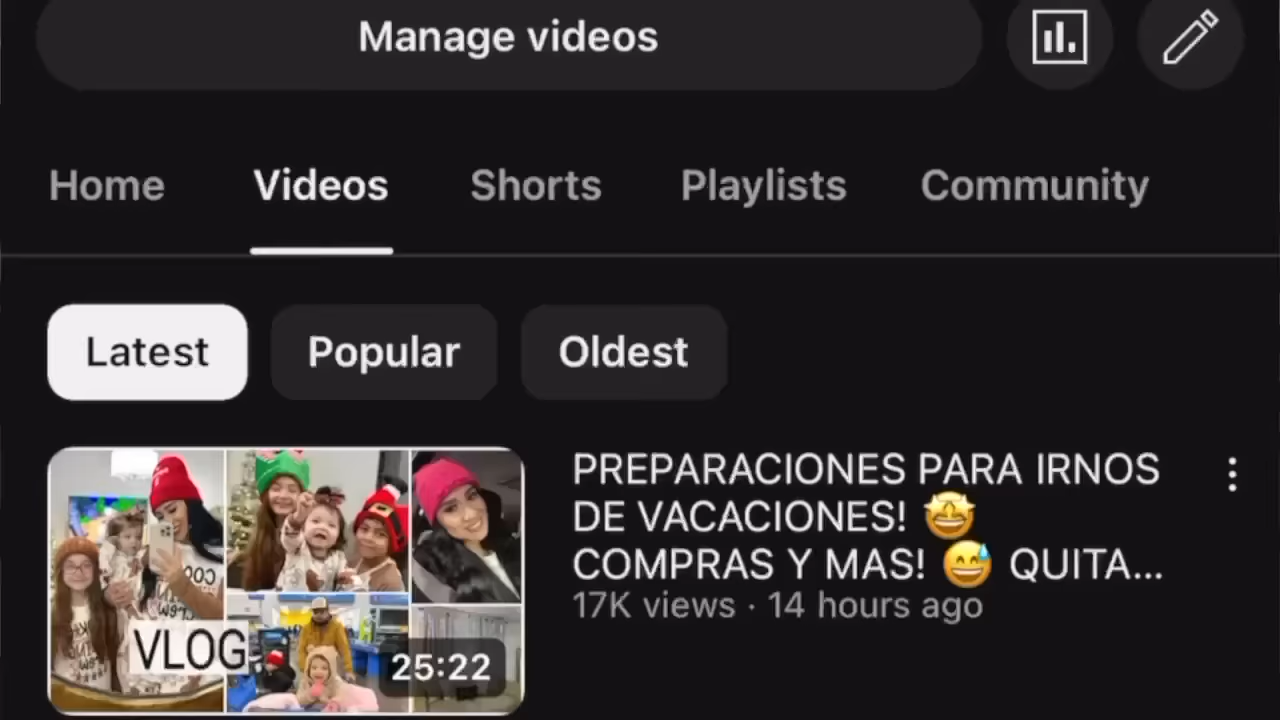 Manage videos
Home Videos Shorts Playlists Community
Latest Popular Oldest
PREPARACIONES PARA IRNOS
DE VACACIONES! 🤩
COMPRAS Y MAS! 😅 QUITA...
17K views · 14 hours ago
VLOG
25:22